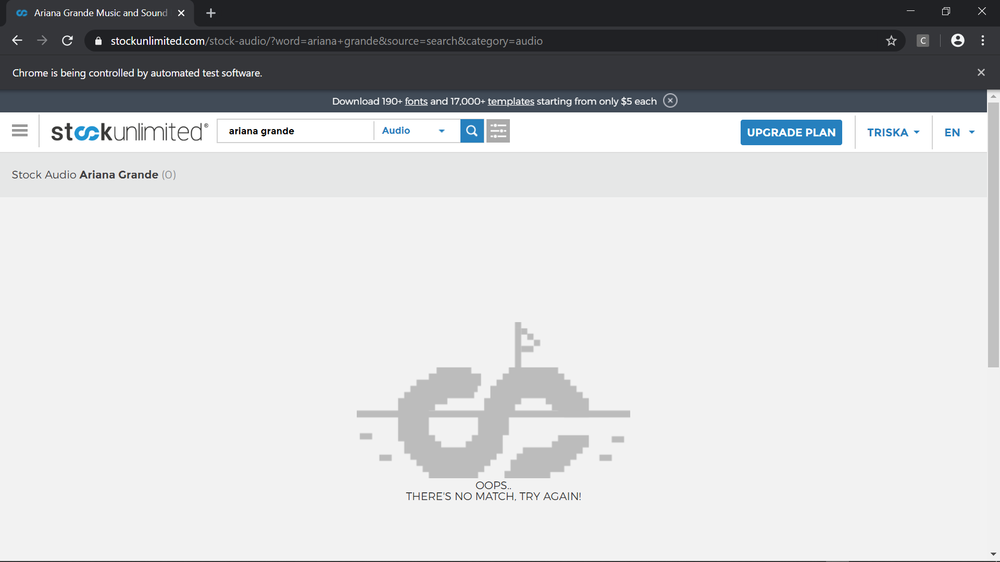 Ariana Grande Music and Sound
stockunlimited.com/stock-audio/?word=ariana+grande&source=search&category=audio
C
Chrome is being controlled by automated test software.
Download 190+ fonts and 17,000+ templates starting from only $5 each
stockunlimited®
ariana grande
Audio
UPGRADE PLAN
TRISKA
EN
Stock Audio Ariana Grande (0)
OOPS..
THERE'S NO MATCH, TRY AGAIN!